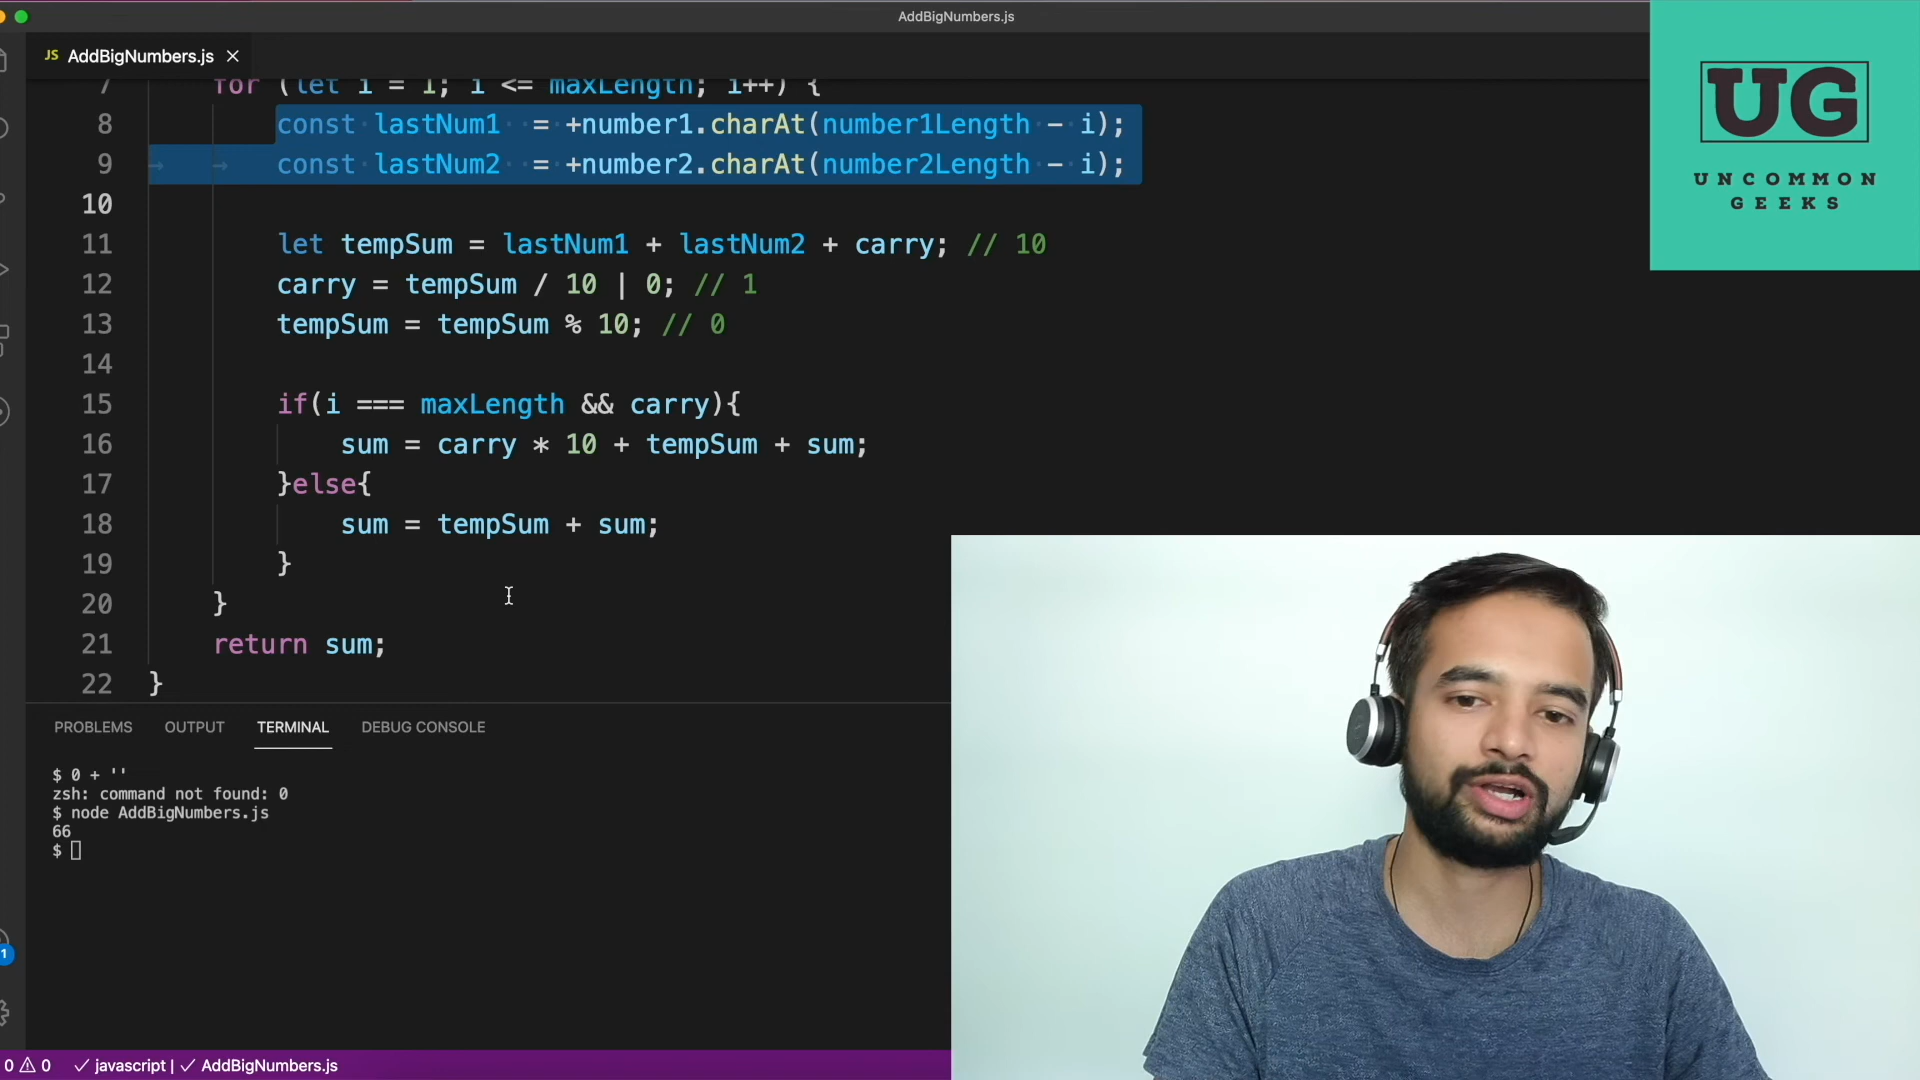 AddBigNumbers.js
JS AddBigNumbers.js
7 for (let i = 1; i <= maxLength; i++) {
8 const lastNum1 = +number1.charAt(number1Length - i);
9 const lastNum2 = +number2.charAt(number2Length - i);
10
11 let tempSum = lastNum1 + lastNum2 + carry; // 10
12 carry = tempSum / 10 | 0; // 1
13 tempSum = tempSum % 10; // 0
14
15 if(i === maxLength && carry){
16 sum = carry * 10 + tempSum + sum;
17 }else{
18 sum = tempSum + sum;
19 }
20 }
21 return sum;
22 }
UG
UNCOMMON
GEEKS
PROBLEMS OUTPUT TERMINAL DEBUG CONSOLE
$ 0 + ''
zsh: command not found: 0
$ node AddBigNumbers.js
66
$
1
0 0 javascript | AddBigNumbers.js